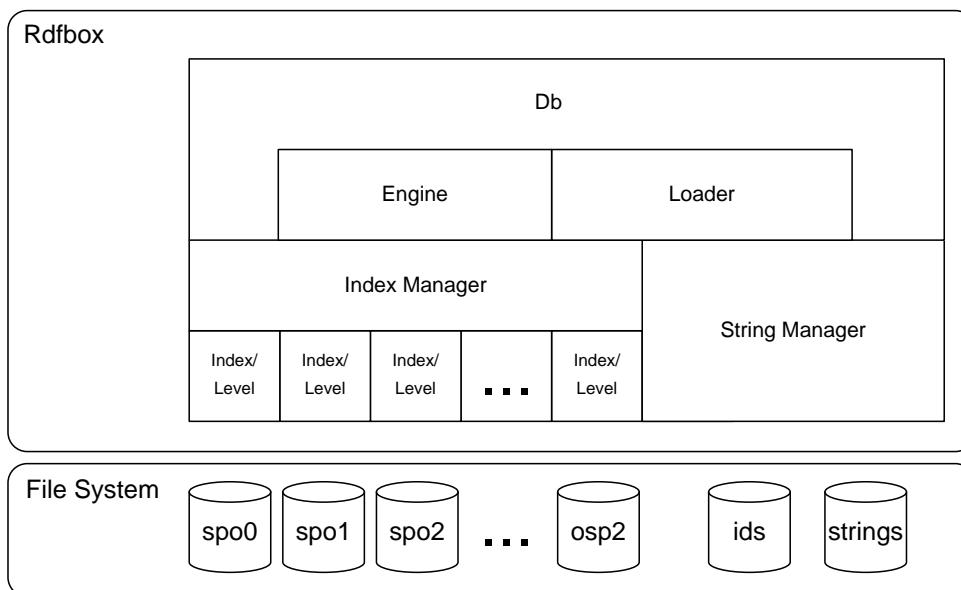 Rdfbox
Db
Engine
Loader
Index Manager
String Manager
Index/
Level
Index/
Level
Index/
Level
...
Index/
Level
File System
spo0
spo1
spo2
...
osp2
ids
strings